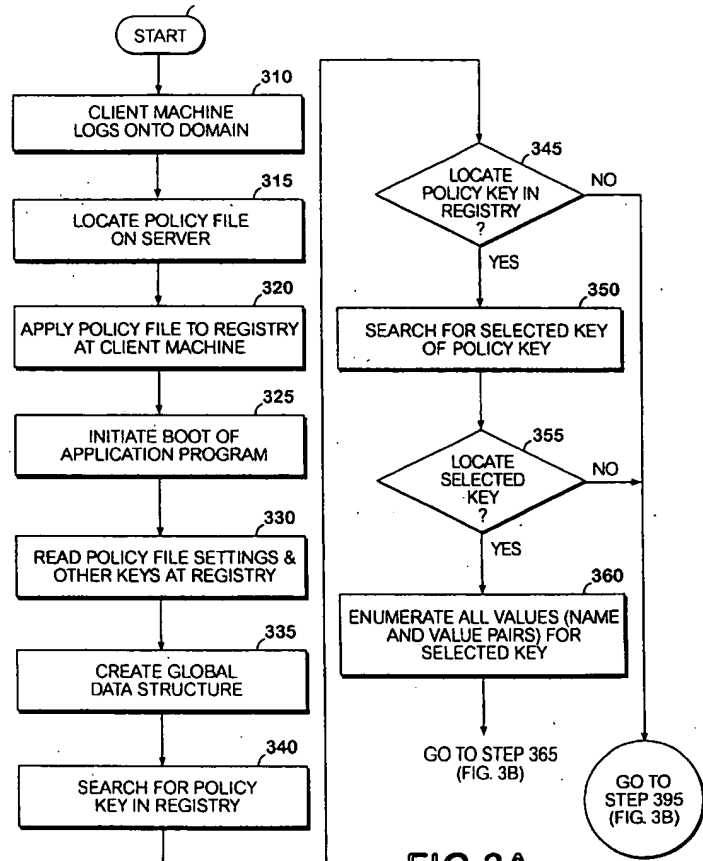 START
310
CLIENT MACHINE
LOGS ONTO DOMAIN
315
LOCATE POLICY FILE
ON SERVER
320
APPLY POLICY FILE TO REGISTRY
AT CLIENT MACHINE
325
INITIATE BOOT OF
APPLICATION PROGRAM
330
READ POLICY FILE SETTINGS &
OTHER KEYS AT REGISTRY
335
CREATE GLOBAL
DATA STRUCTURE
340
SEARCH FOR POLICY
KEY IN REGISTRY
345
LOCATE
POLICY KEY IN
REGISTRY
?
NO
YES
350
SEARCH FOR SELECTED KEY
OF POLICY KEY
355
LOCATE
SELECTED
KEY
?
NO
YES
360
ENUMERATE ALL VALUES (NAME
AND VALUE PAIRS) FOR
SELECTED KEY
GO TO STEP 365
(FIG. 3B)
GO TO
STEP 395
(FIG. 3B)